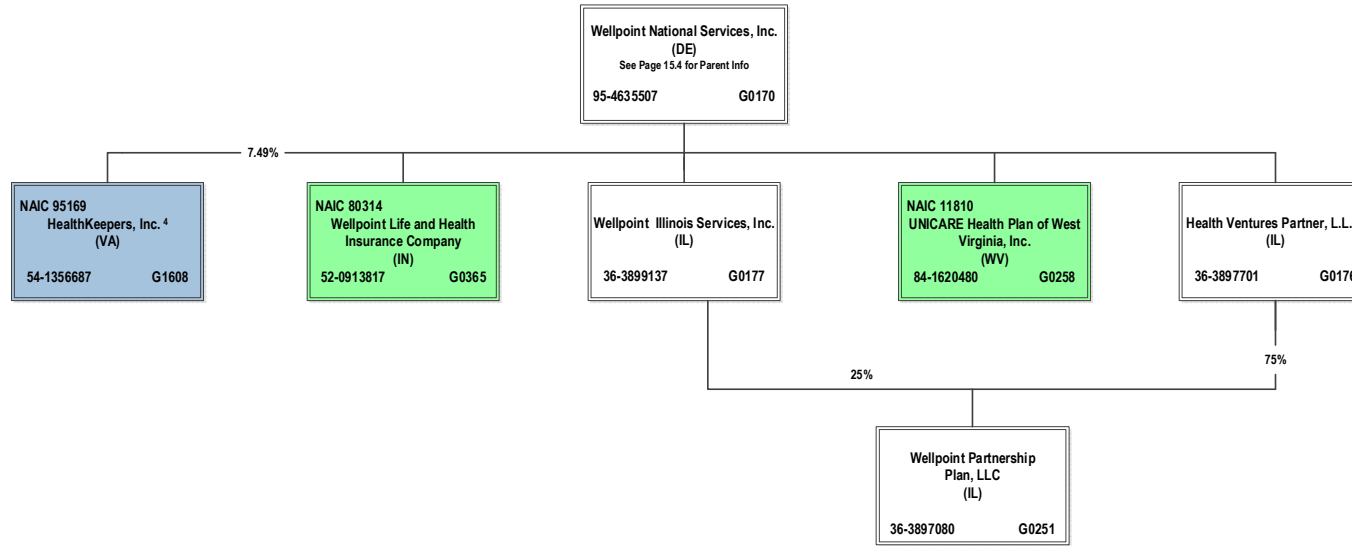 Wellpoint National Services, Inc.
(DE)
See Page 15.4 for Parent Info
95-4635507 G0170
7.49%
NAIC 95169
HealthKeepers, Inc. ⁴
(VA)
54-1356687 G1608
NAIC 80314
Wellpoint Life and Health
Insurance Company
(IN)
52-0913817 G0365
Wellpoint Illinois Services, Inc.
(IL)
36-3899137 G0177
NAIC 11810
UNICARE Health Plan of West
Virginia, Inc.
(WV)
84-1620480 G0258
Health Ventures Partner, L.L.
(IL)
36-3897701 G0176
25%
75%
Wellpoint Partnership
Plan, LLC
(IL)
36-3897080 G0251